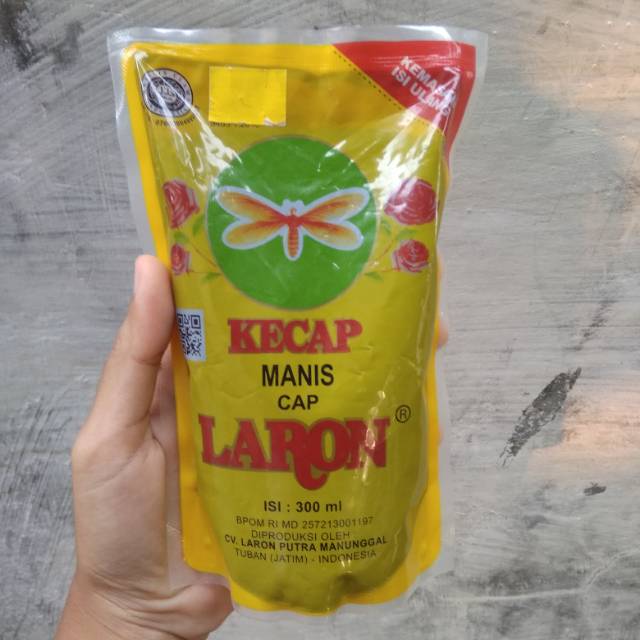 KEMASAN
ISI ULANG
KECAP
MANIS
CAP
LARON®
ISI : 300 ml
BPOM RI MD 257213001197
DIPRODUKSI OLEH
CV. LARON PUTRA MANUNGGAL
TUBAN (JATIM) - INDONESIA